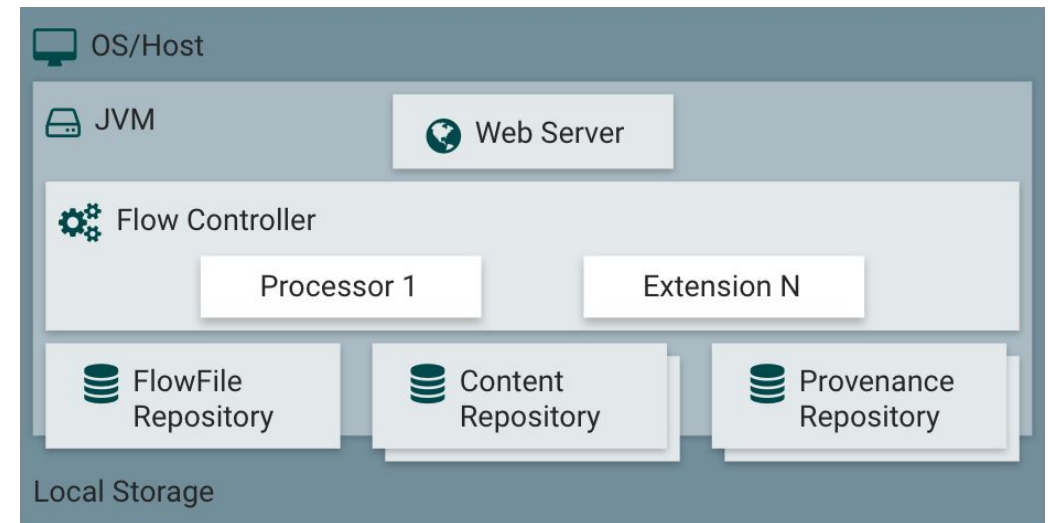 OS/Host
JVM
Web Server
Flow Controller
Processor 1
Extension N
FlowFile
Repository
Content
Repository
Provenance
Repository
Local Storage